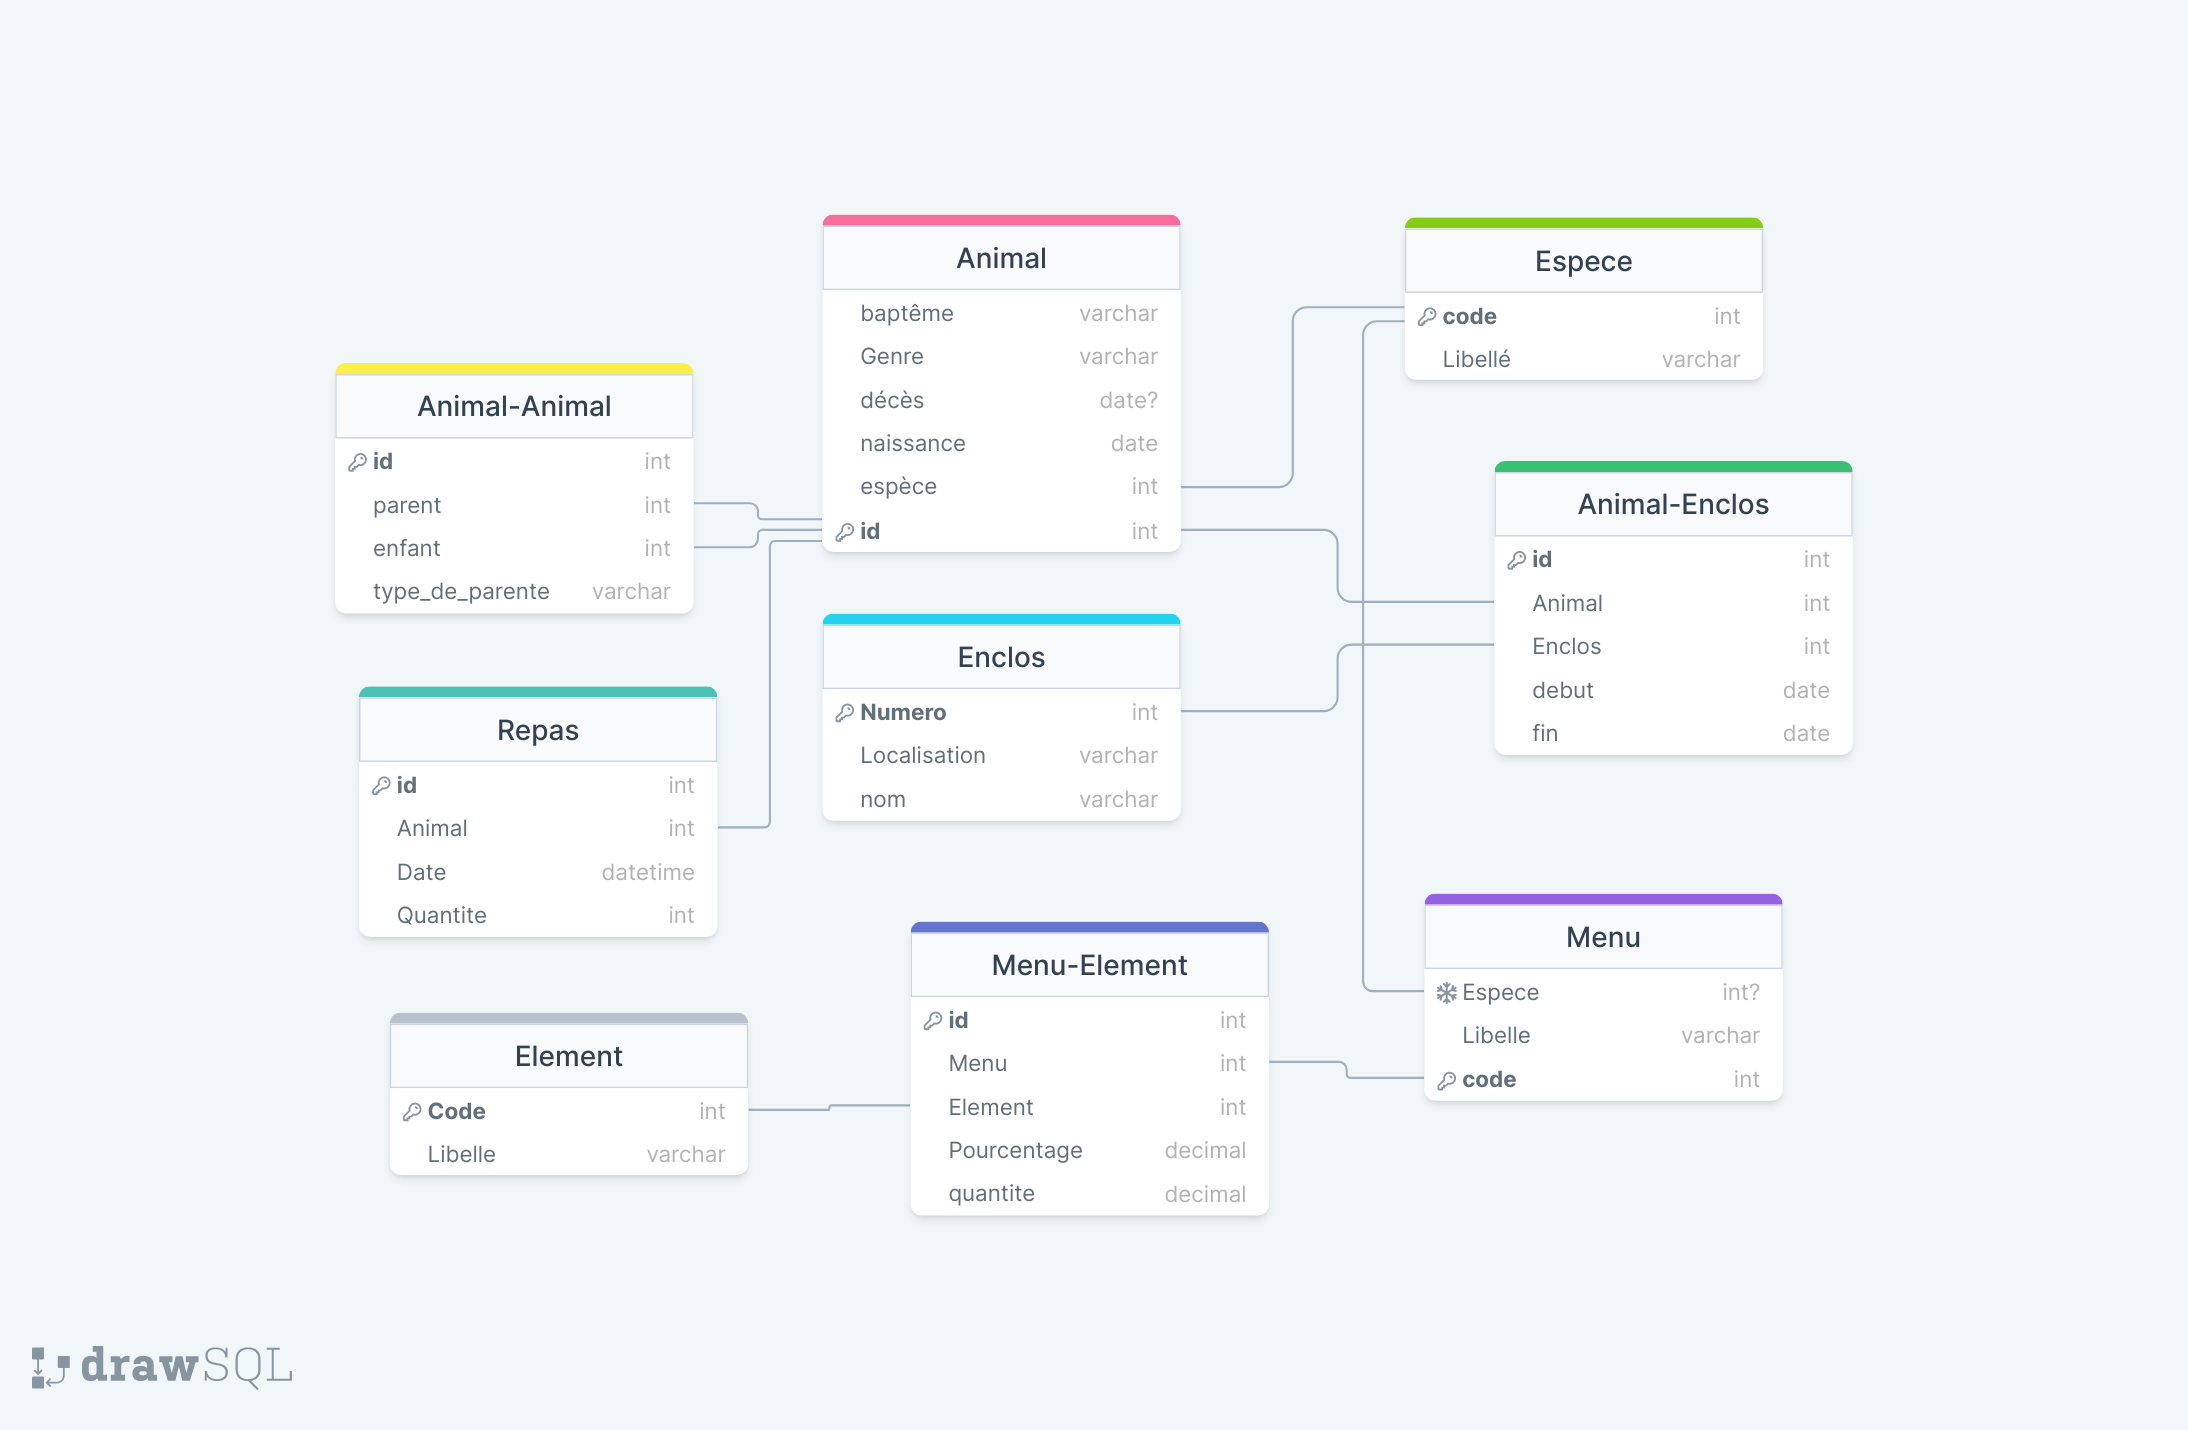 Animal
baptême varchar
Genre varchar
décès date?
naissance date
espèce int
id int
Espece
code int
Libellé varchar
Animal-Animal
id int
parent int
enfant int
type_de_parente varchar
Animal-Enclos
id int
Animal int
Enclos int
debut date
fin date
Enclos
Numero int
Localisation varchar
nom varchar
Repas
id int
Animal int
Date datetime
Quantite int
Menu-Element
id int
Menu int
Element int
Pourcentage decimal
quantite decimal
Menu
Espece int?
Libelle varchar
code int
Element
Code int
Libelle varchar
drawSQL